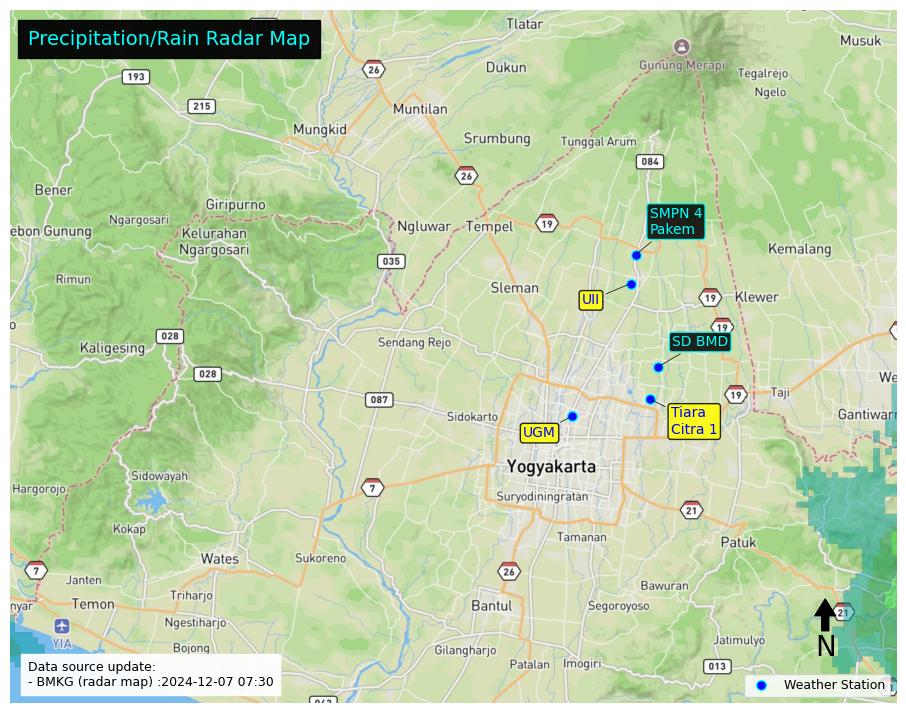 Precipitation/Rain Radar Map
Tlatar
Musuk
Gunung Merapi
26
Dukun
193
Tegalrejo
Ngelo
215
Muntilan
Mungkid
Srumbung
Tunggal Arum
084
26
Bener
Giripurno
SMPN 4
Pakem
Ngargosari
ebon Gunung
Kelurahan
Ngargosari
Ngluwar
Tempel
19
Kemalang
035
Rimun
Sleman
UII
19
Klewer
19
028
Kaligesing
Sendang Rejo
SD BMD
028
We
087
19
Taji
Sidokarto
Tiara
Citra 1
Gantiwar
UGM
Yogyakarta
Sidowayah
Hargorojo
7
Suryodiningratan
21
Kokap
Tamanan
Patuk
Wates
Sukoreno
7
26
Janten
Bawuran
Temon
Triharjo
Bantul
Segoroyoso
21
nyar
Ngestiharjo
YIA
Bojong
Gilangharjo
Jatimulyo
N
Patalan
Imogiri
013
Data source update:
- BMKG (radar map) :2024-12-07 07:30
Weather Station